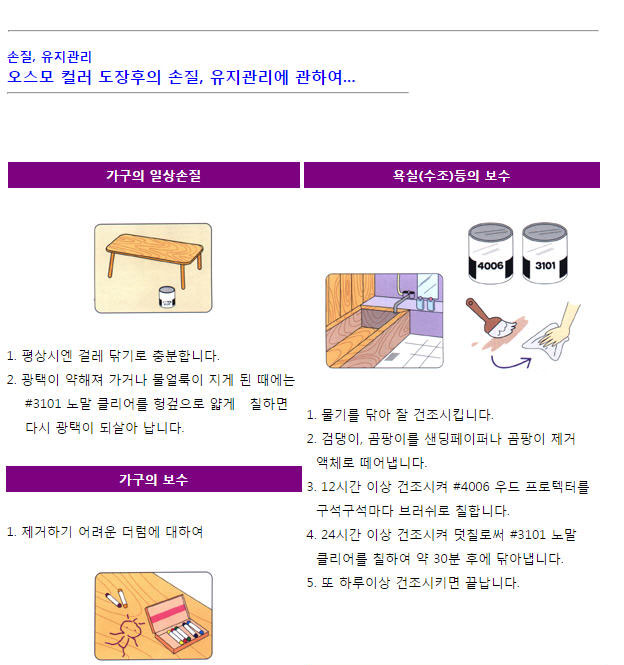 손질, 유지관리
오스모 컬러 도장후의 손질, 유지관리에 관하여...
가구의 일상손질
1. 평상시엔 걸레 닦기로 충분합니다.
2. 광택이 약해져 가거나 물얼룩이 지게 된 때에는
#3101 노말 클리어를 헝겊으로 얇게 칠하면
다시 광택이 되살아 납니다.
가구의 보수
1. 제거하기 어려운 더럼에 대하여
욕실(수조)등의 보수
4006
3101
1. 물기를 닦아 잘 건조시킵니다.
2. 검댕이, 곰팡이를 샌딩페이퍼나 곰팡이 제거
액체로 떼어냅니다.
3. 12시간 이상 건조시켜 #4006 우드 프로텍터를
구석구석마다 브러쉬로 칠합니다.
4. 24시간 이상 건조시켜 덧칠로써 #3101 노말
클리어를 칠하여 약 30분 후에 닦아냅니다.
5. 또 하루이상 건조시키면 끝납니다.